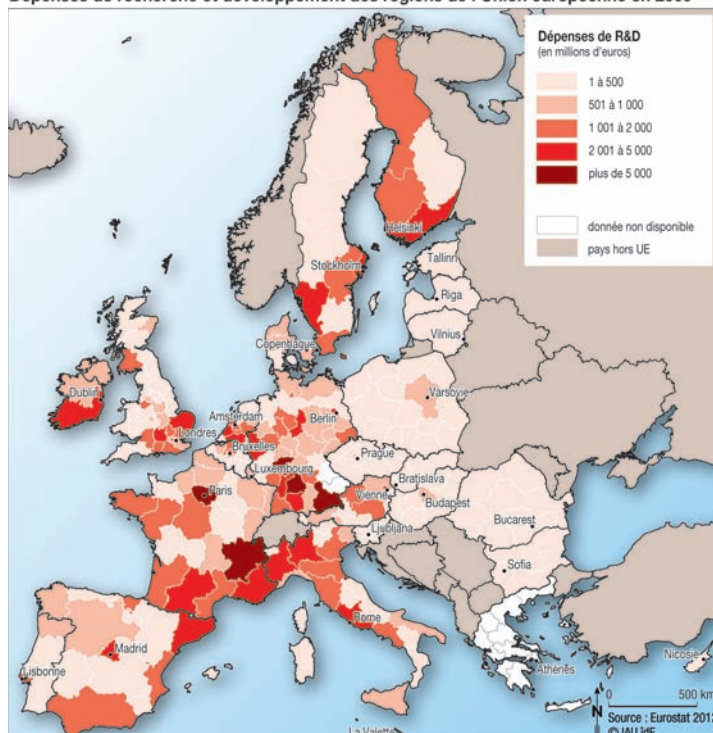 Dépenses de recherche et développement des régions de l'Union européenne en
Dépenses de R&D
(en millions d'euros)
1 à 500
501 à 1 000
1 001 à 2 000
2 001 à 5 000
plus de 5 000
donnée non disponible
pays hors UE
Helsinki
Stockholm
Tallinn
Riga
Vilnius
Copenhague
Dublin
Amsterdam
Berlin
Varsovie
Londres
Bruxelles
Luxembourg
Prague
Paris
Bratislava
Vienne
Budapest
Ljubljana
Bucarest
Sofia
Rome
Madrid
Lisbonne
Athènes
Nicosie
La Valette
0 500 km
N
Source : Eurostat 2012
© IAU îdF